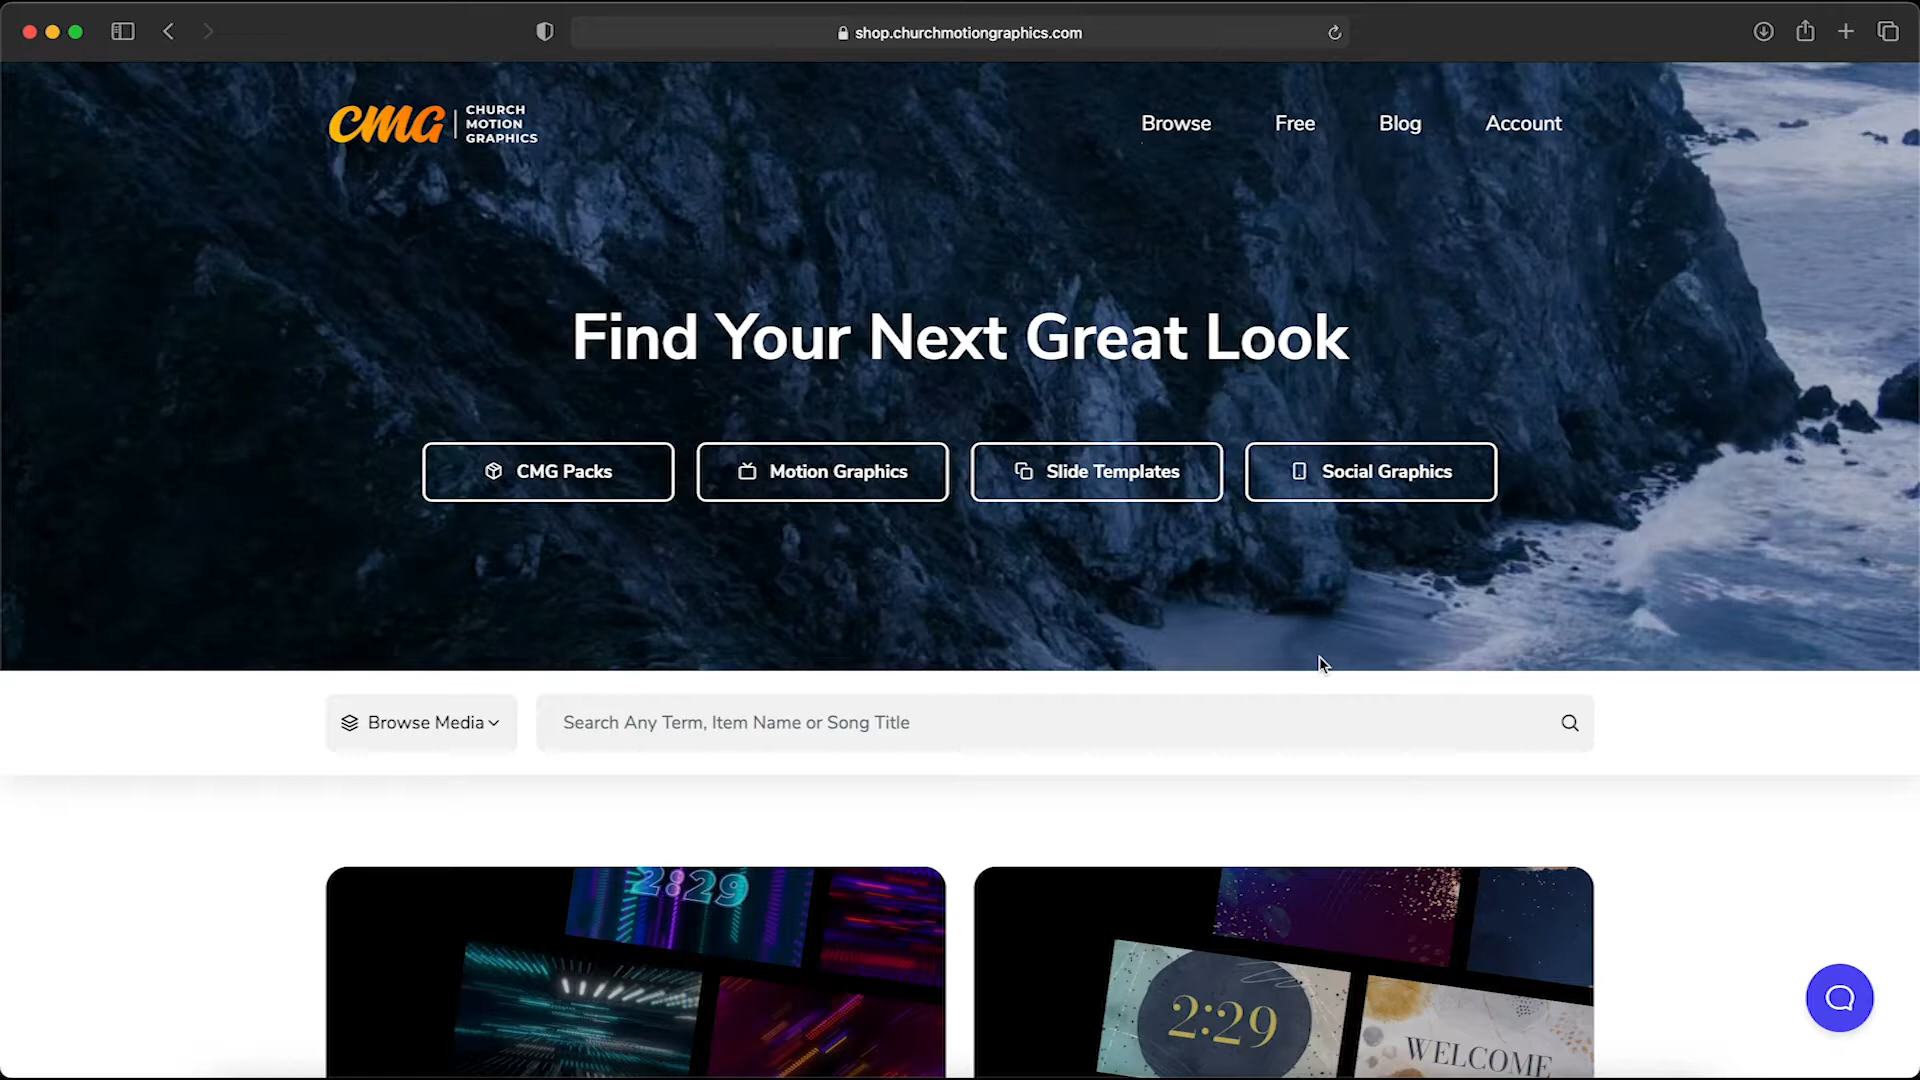 shop.churchmotiongraphics.com
CMG
CHURCH
MOTION
GRAPHICS
Browse
Free
Blog
Account
Find Your Next Great Look
CMG Packs
Motion Graphics
Slide Templates
Social Graphics
Browse Media
Search Any Term, Item Name or Song Title
2:29
2:29
WELCOME